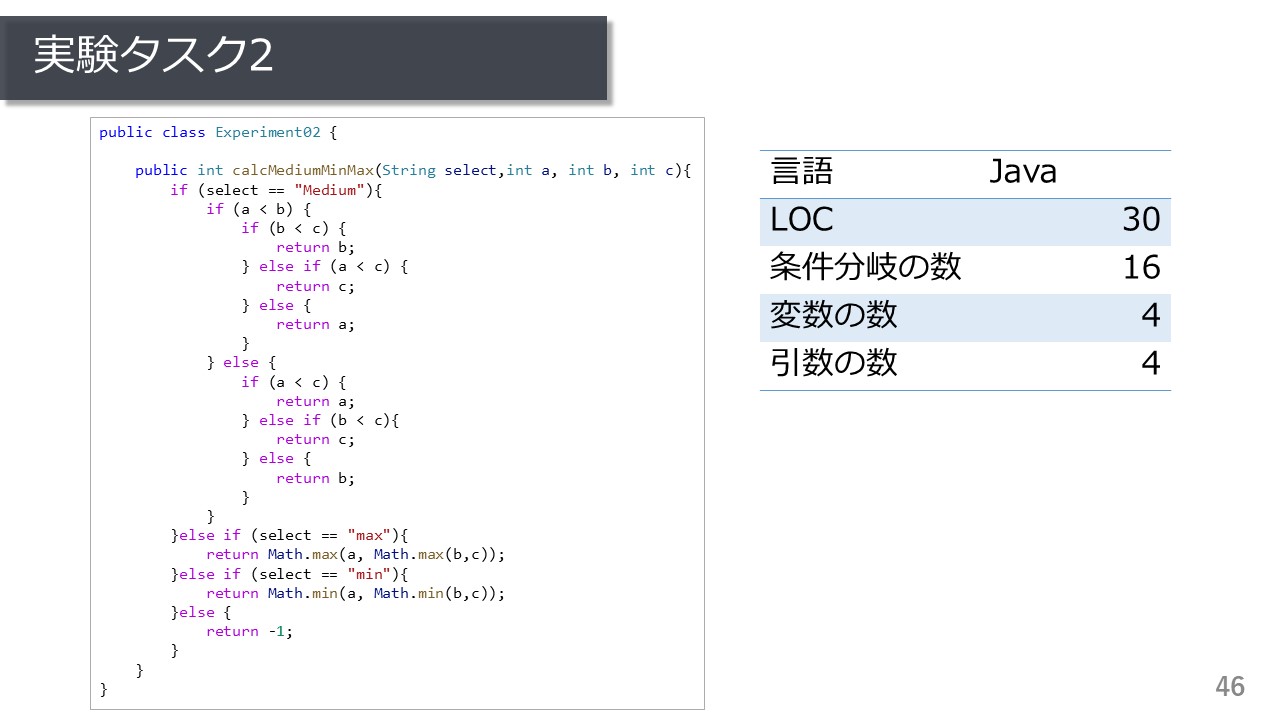 実験タスク2
public class Experiment02 {
    public int calcMediumMinMax(String select,int a, int b, int c){
        if (select == "Medium"){
            if (a < b) {
                if (b < c) {
                    return b;
                } else if (a < c) {
                    return c;
                } else {
                    return a;
                }
            } else {
                if (a < c) {
                    return a;
                } else if (b < c){
                    return c;
                } else {
                    return b;
                }
            }
        }else if (select == "max"){
            return Math.max(a, Math.max(b,c));
        }else if (select == "min"){
            return Math.min(a, Math.min(b,c));
        }else {
            return -1;
        }
    }
}
言語 Java
LOC 30
条件分岐の数 16
変数の数 4
引数の数 4
46